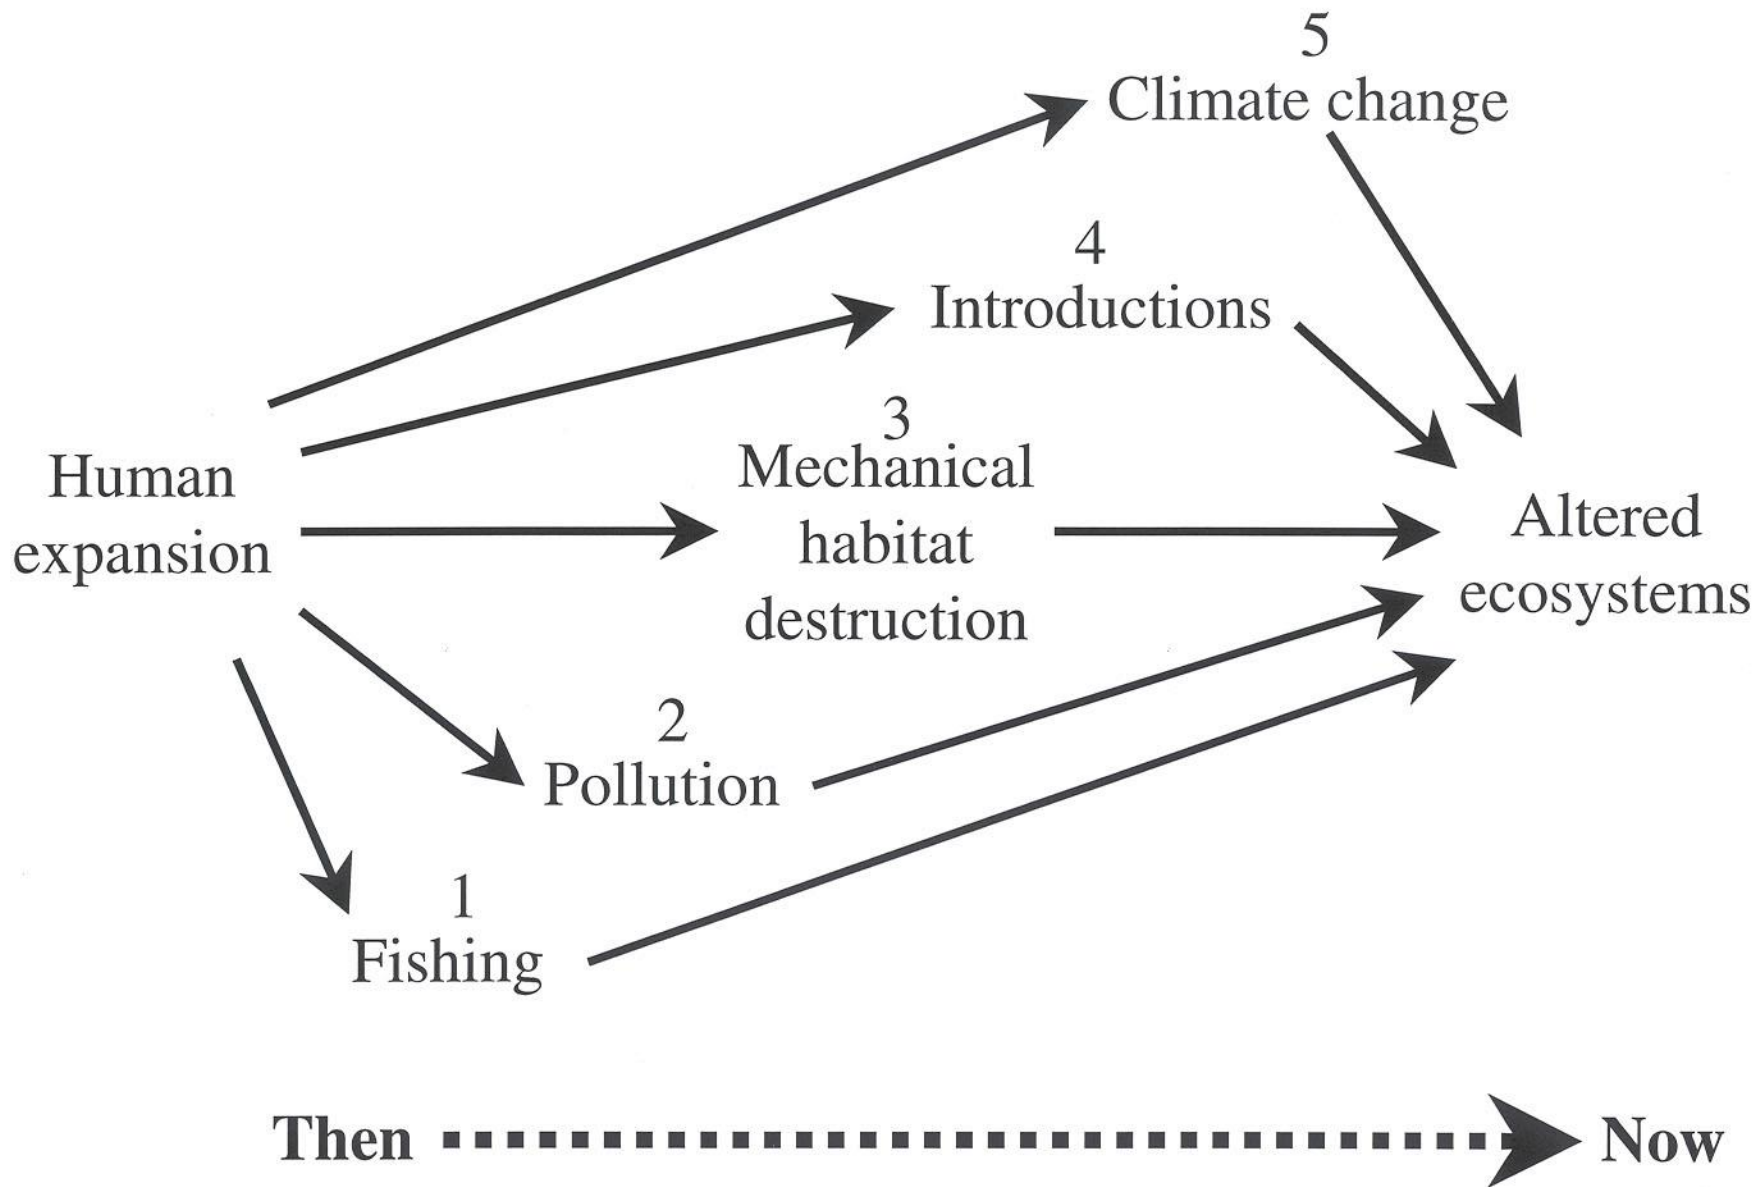 5
Climate change
4
Introductions
3
Mechanical
habitat
destruction
Human
expansion
Altered
ecosystems
2
Pollution
1
Fishing
Then
Now